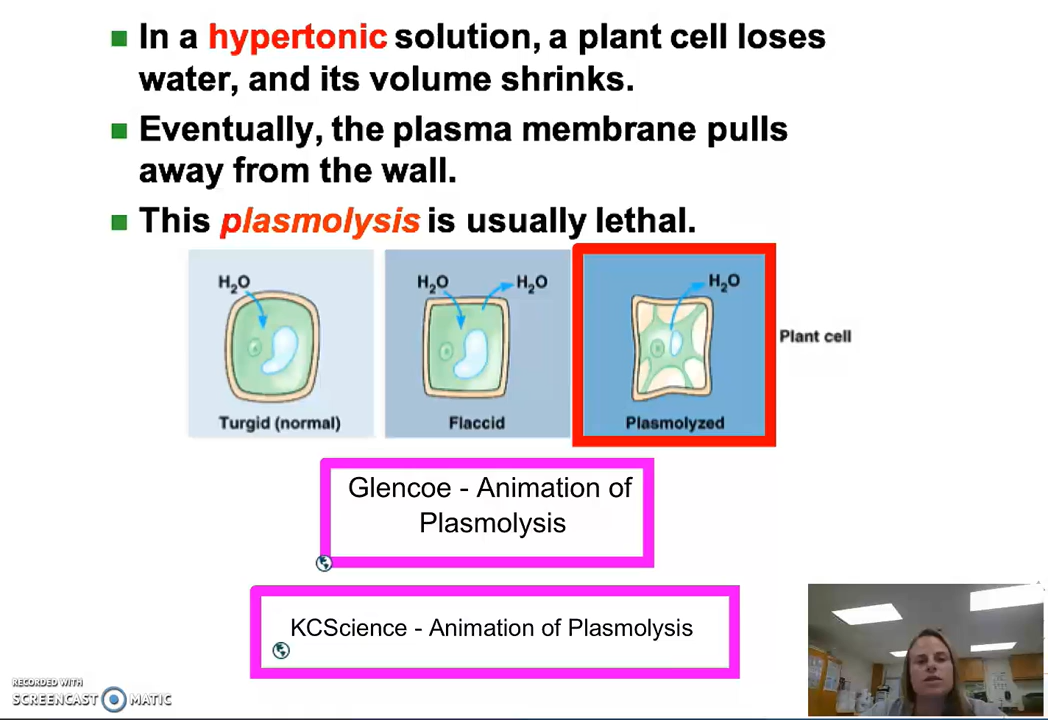 In a hypertonic solution, a plant cell loses
water, and its volume shrinks.
Eventually, the plasma membrane pulls
away from the wall.
This plasmolysis is usually lethal.
H₂O
H₂O
H₂O
H₂O
Plant cell
Turgid (normal)
Flaccid
Plasmolyzed
Glencoe - Animation of
Plasmolysis
KCScience - Animation of Plasmolysis
RECORDED WITH
SCREENCAST MATIC